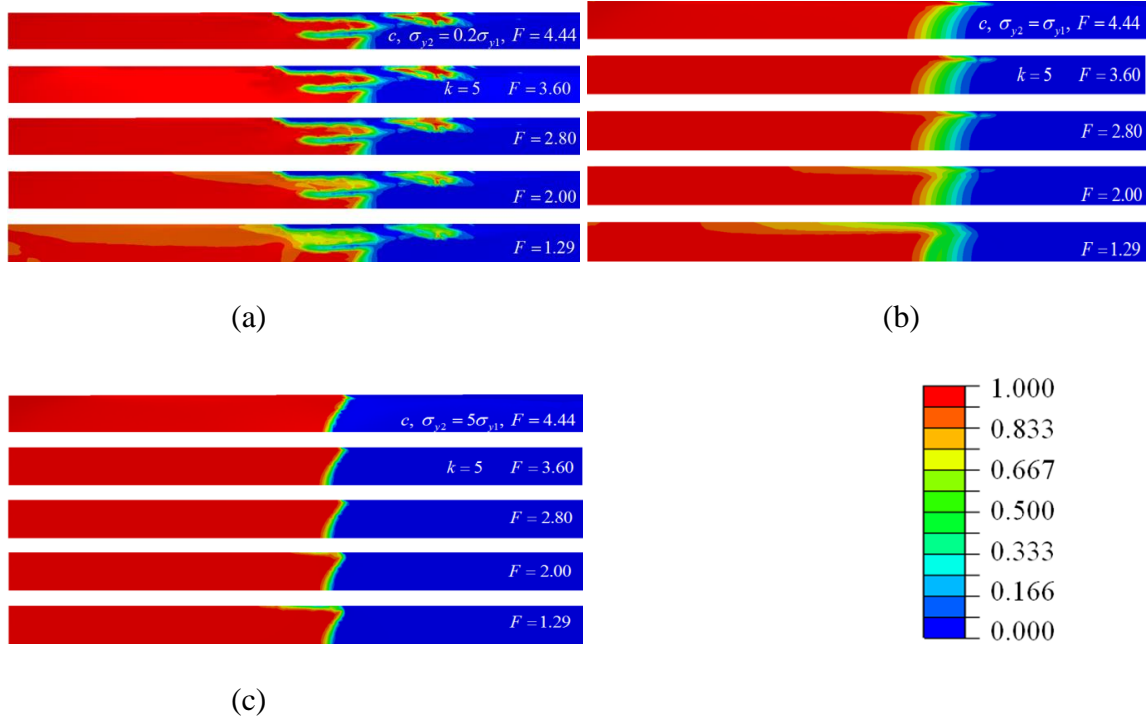 c, σy2 = 0.2σy1, F = 4.44
k = 5 F = 3.60
F = 2.80
F = 2.00
F = 1.29
(a)
c, σy2 = σy1, F = 4.44
k = 5 F = 3.60
F = 2.80
F = 2.00
F = 1.29
(b)
c, σy2 = 5σy1, F = 4.44
k = 5 F = 3.60
F = 2.80
F = 2.00
F = 1.29
(c)
1.000
0.833
0.667
0.500
0.333
0.166
0.000